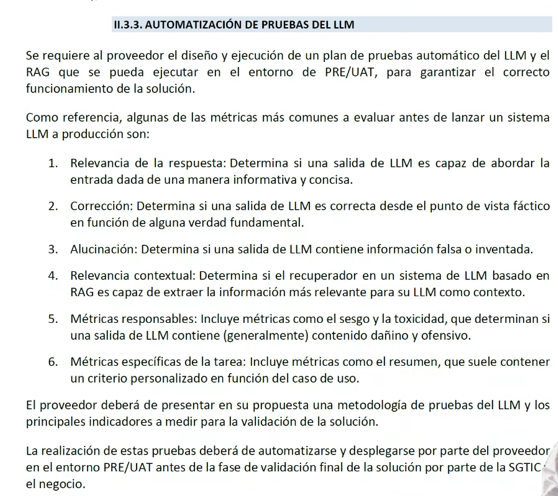 II.3.3. AUTOMATIZACIÓN DE PRUEBAS DEL LLM
Se requiere al proveedor el diseño y ejecución de un plan de pruebas automático del LLM y el
RAG que se pueda ejecutar en el entorno de PRE/UAT, para garantizar el correcto
funcionamiento de la solución.
Como referencia, algunas de las métricas más comunes a evaluar antes de lanzar un sistema
LLM a producción son:
1. Relevancia de la respuesta: Determina si una salida de LLM es capaz de abordar la
entrada dada de una manera informativa y concisa.
2. Corrección: Determina si una salida de LLM es correcta desde el punto de vista fáctico
en función de alguna verdad fundamental.
3. Alucinación: Determina si una salida de LLM contiene información falsa o inventada.
4. Relevancia contextual: Determina si el recuperador en un sistema de LLM basado en
RAG es capaz de extraer la información más relevante para su LLM como contexto.
5. Métricas responsables: Incluye métricas como el sesgo y la toxicidad, que determinan si
una salida de LLM contiene (generalmente) contenido dañino y ofensivo.
6. Métricas específicas de la tarea: Incluye métricas como el resumen, que suele contener
un criterio personalizado en función del caso de uso.
El proveedor deberá de presentar en su propuesta una metodología de pruebas del LLM y los
principales indicadores a medir para la validación de la solución.
La realización de estas pruebas deberá de automatizarse y desplegarse por parte del proveedor
en el entorno PRE/UAT antes de la fase de validación final de la solución por parte de la SGTIC
el negocio.